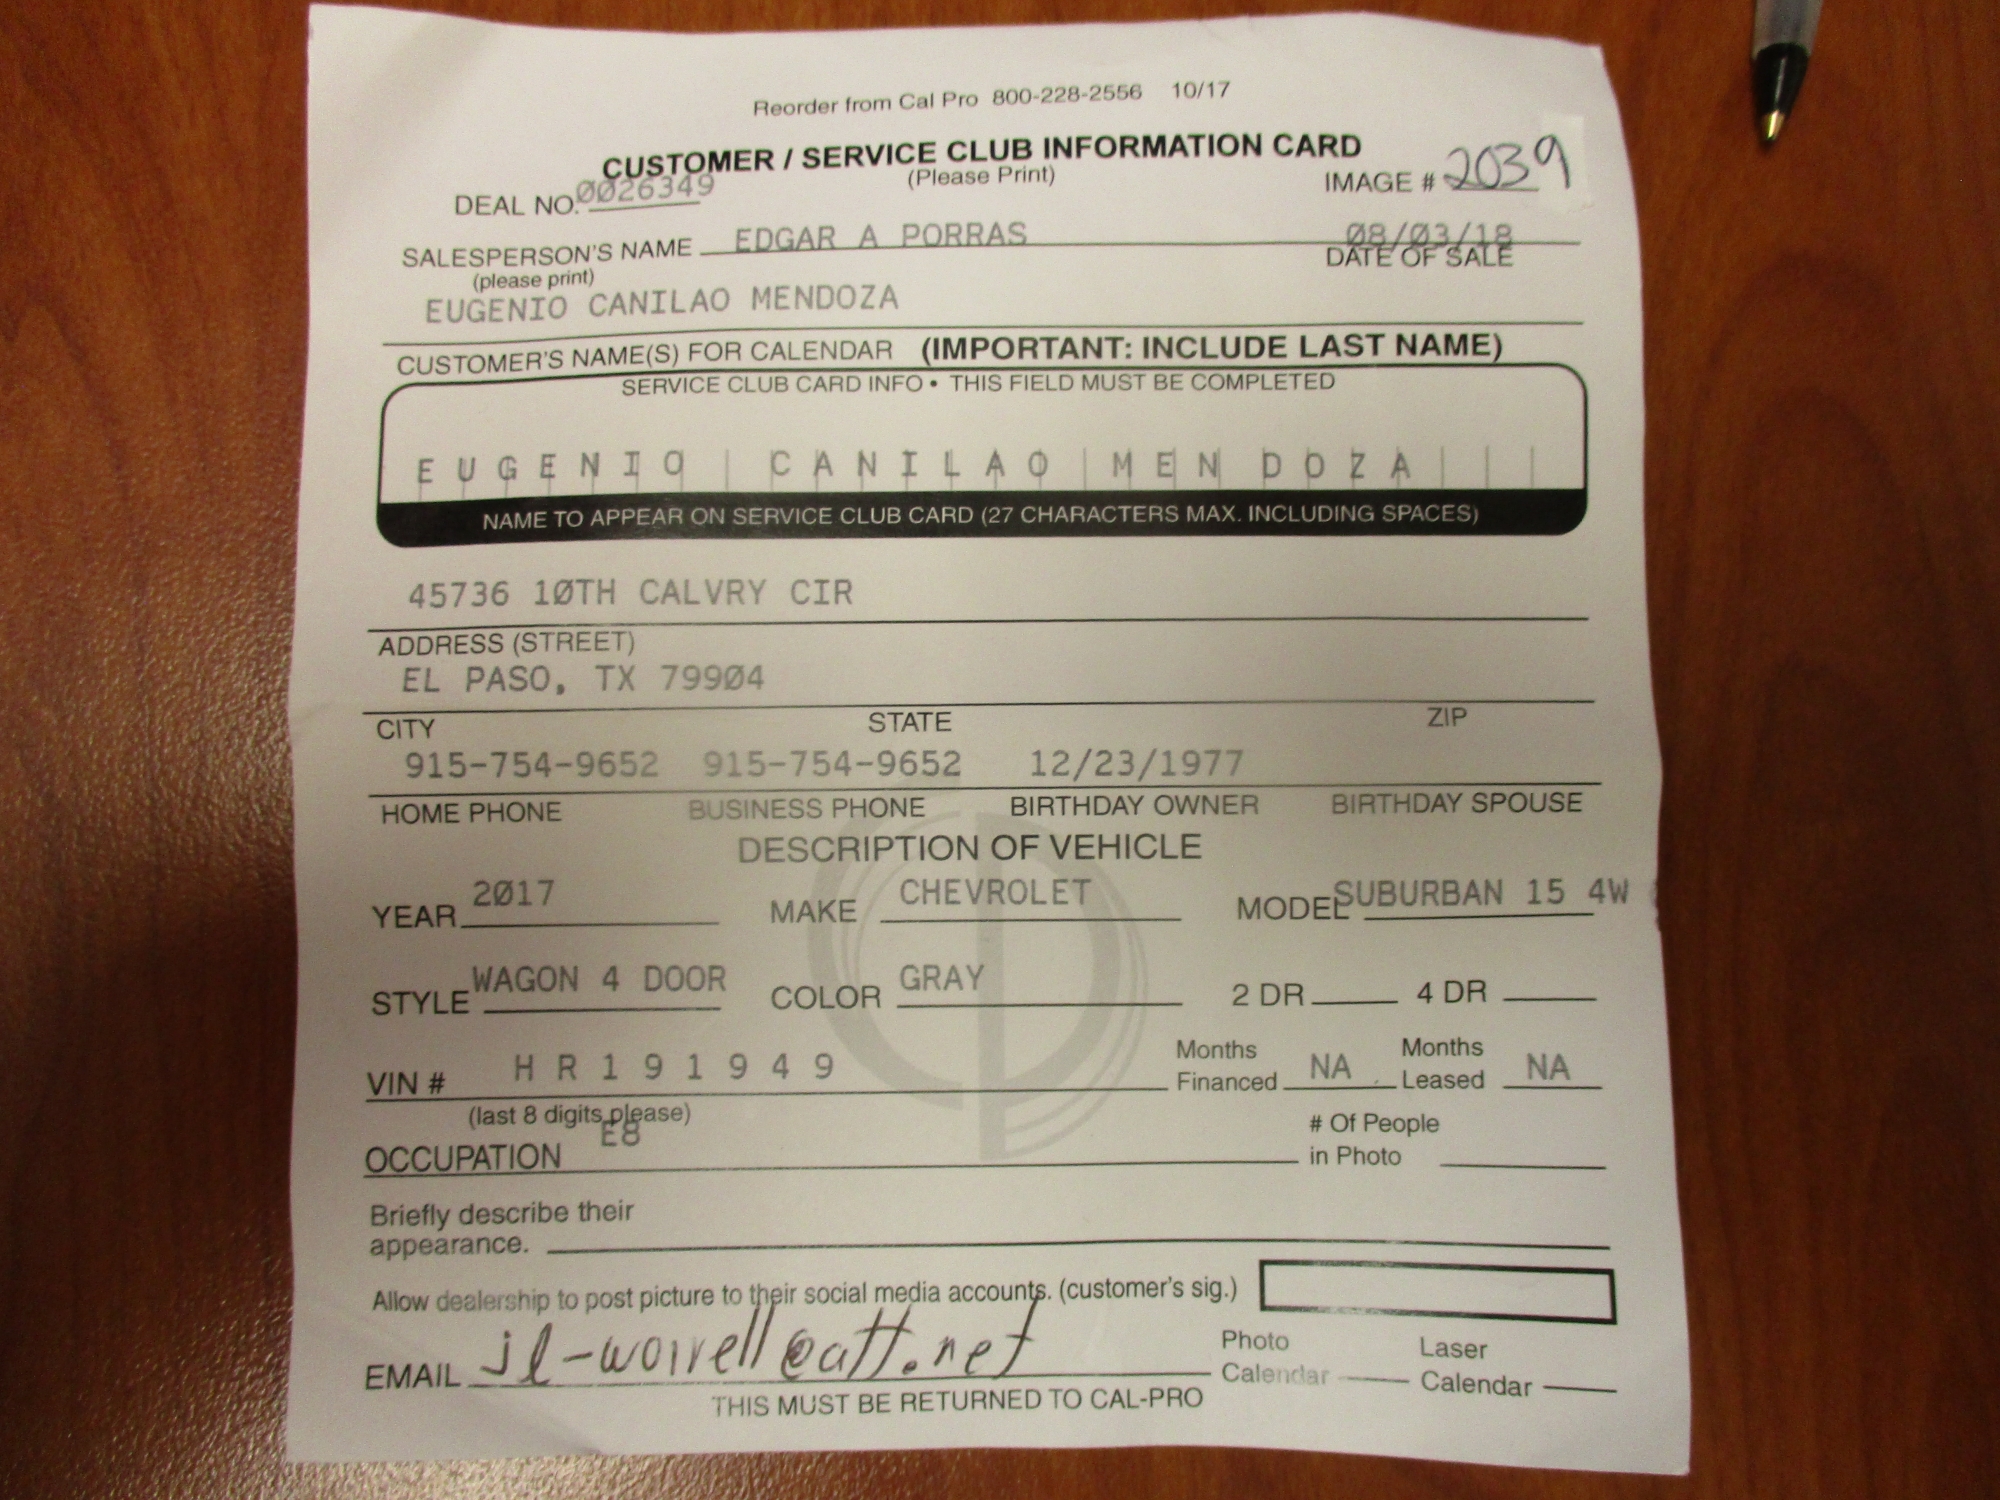 Reorder from Cal Pro 800-228-2556 10/17
CUSTOMER / SERVICE CLUB INFORMATION CARD
(Please Print)
DEAL NO. 0026349
IMAGE # 2039
SALESPERSON'S NAME EDGAR A PORRAS 08/03/18
(please print) DATE OF SALE
EUGENIO CANILAO MENDOZA
CUSTOMER'S NAME(S) FOR CALENDAR (IMPORTANT: INCLUDE LAST NAME)
SERVICE CLUB CARD INFO • THIS FIELD MUST BE COMPLETED
EUGENIO CANILAO MENDOZA
NAME TO APPEAR ON SERVICE CLUB CARD (27 CHARACTERS MAX. INCLUDING SPACES)
45736 10TH CALVRY CIR
ADDRESS (STREET)
EL PASO, TX 79904
CITY STATE ZIP
915-754-9652 915-754-9652 12/23/1977
HOME PHONE BUSINESS PHONE BIRTHDAY OWNER BIRTHDAY SPOUSE
DESCRIPTION OF VEHICLE
YEAR 2017 MAKE CHEVROLET MODEL SUBURBAN 15 4W
STYLE WAGON 4 DOOR COLOR GRAY 2 DR 4 DR
VIN # HR191949 Months Financed NA Months Leased NA
(last 8 digits please)
OCCUPATION E8 # Of People in Photo
Briefly describe their
appearance.
Allow dealership to post picture to their social media accounts. (customer's sig.)
EMAIL Photo Calendar Laser Calendar
THIS MUST BE RETURNED TO CAL-PRO